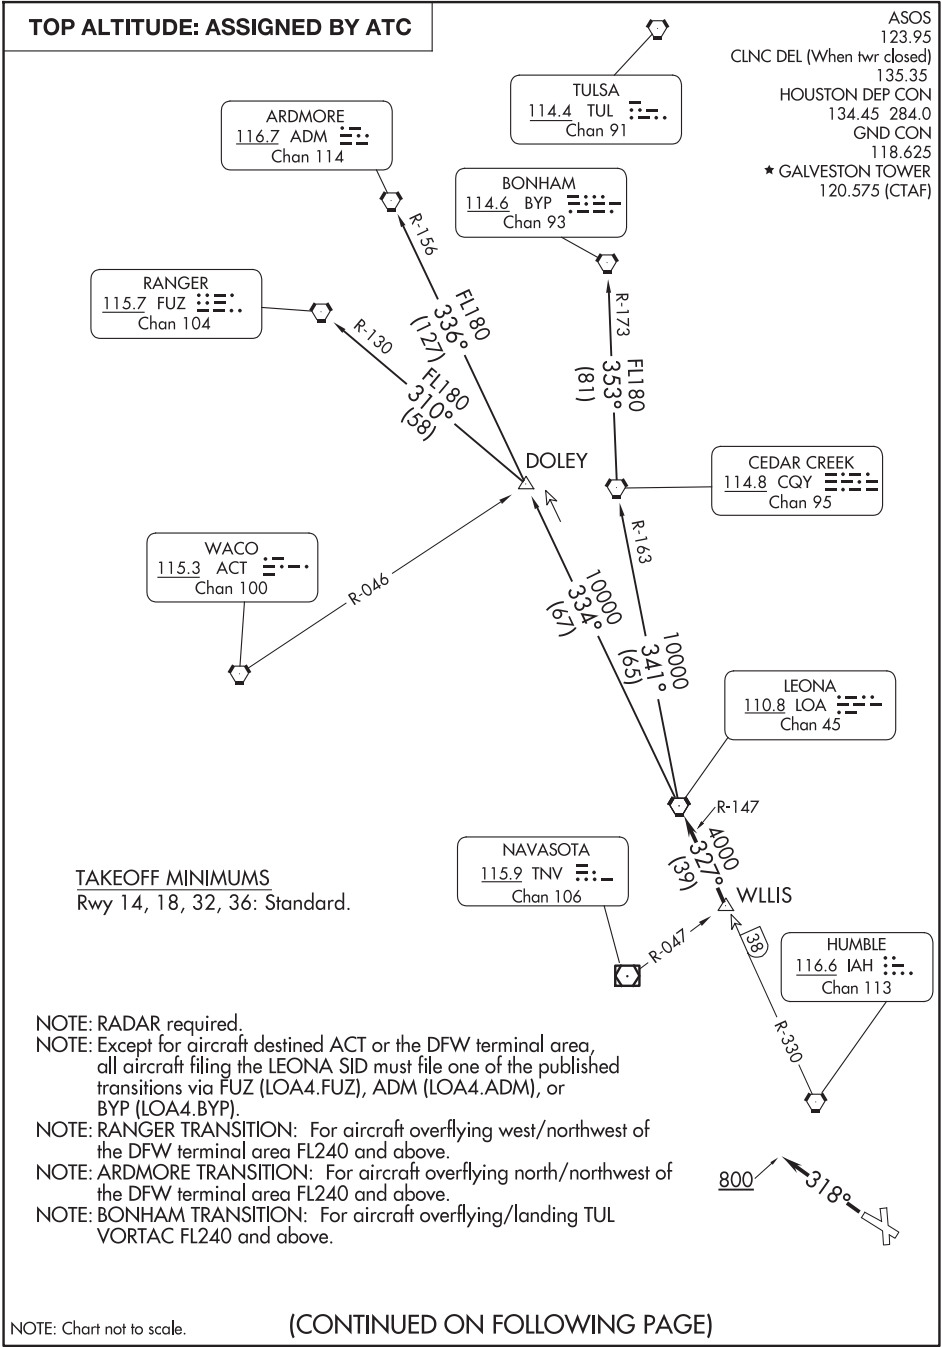 TOP ALTITUDE: ASSIGNED BY ATC
ASOS
123.95
CLNC DEL (When twr closed)
135.35
HOUSTON DEP CON
134.45 284.0
GND CON
118.625
★ GALVESTON TOWER
120.575 (CTAF)
TULSA
114.4 TUL
Chan 91
ARDMORE
116.7 ADM
Chan 114
BONHAM
114.6 BYP
Chan 93
RANGER
115.7 FUZ
Chan 104
R-156
R-130
R-173
FL180
336°
(127)
FL180
310°
(58)
FL180
353°
(81)
DOLEY
CEDAR CREEK
114.8 CQY
Chan 95
WACO
115.3 ACT
Chan 100
R-046
R-163
10000
334°
(67)
10000
341°
(65)
LEONA
110.8 LOA
Chan 45
R-147
4000
327°
(39)
NAVASOTA
115.9 TNV
Chan 106
WLLIS
R-047
38
HUMBLE
116.6 IAH
Chan 113
R-330
TAKEOFF MINIMUMS
Rwy 14, 18, 32, 36: Standard.
NOTE: RADAR required.
NOTE: Except for aircraft destined ACT or the DFW terminal area,
all aircraft filing the LEONA SID must file one of the published
transitions via FUZ (LOA4.FUZ), ADM (LOA4.ADM), or
BYP (LOA4.BYP).
NOTE: RANGER TRANSITION: For aircraft overflying west/northwest of
the DFW terminal area FL240 and above.
NOTE: ARDMORE TRANSITION: For aircraft overflying north/northwest of
the DFW terminal area FL240 and above.
NOTE: BONHAM TRANSITION: For aircraft overflying/landing TUL
VORTAC FL240 and above.
800
318°
NOTE: Chart not to scale.
(CONTINUED ON FOLLOWING PAGE)